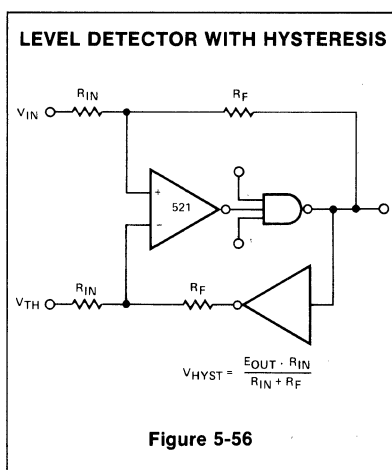 LEVEL DETECTOR WITH HYSTERESIS
RIN
RF
VIN
+
521
−
VTH
RIN
RF
VHYST = EOUT · RIN
RIN + RF
Figure 5-56